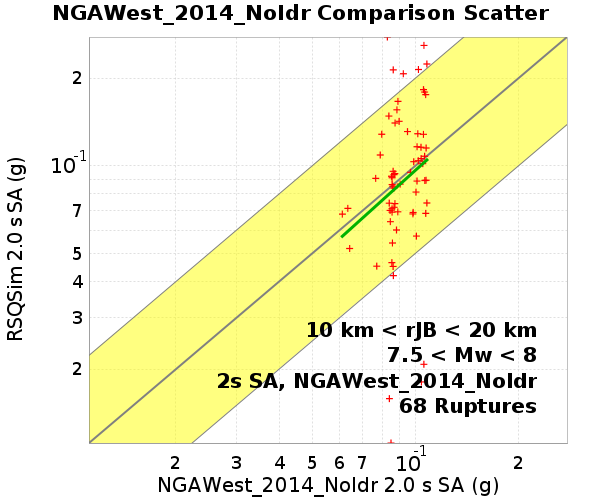 NGAWest_2014_NoIdr Comparison Scatter
2
10-1
7
5
4
3
2
RSQSim 2.0 s SA (g)
10 km < rJB < 20 km
7.5 < Mw < 8
2s SA, NGAWest_2014_NoIdr
68 Ruptures
2 3 4 5 6 7 10-1 2
NGAWest_2014_NoIdr 2.0 s SA (g)